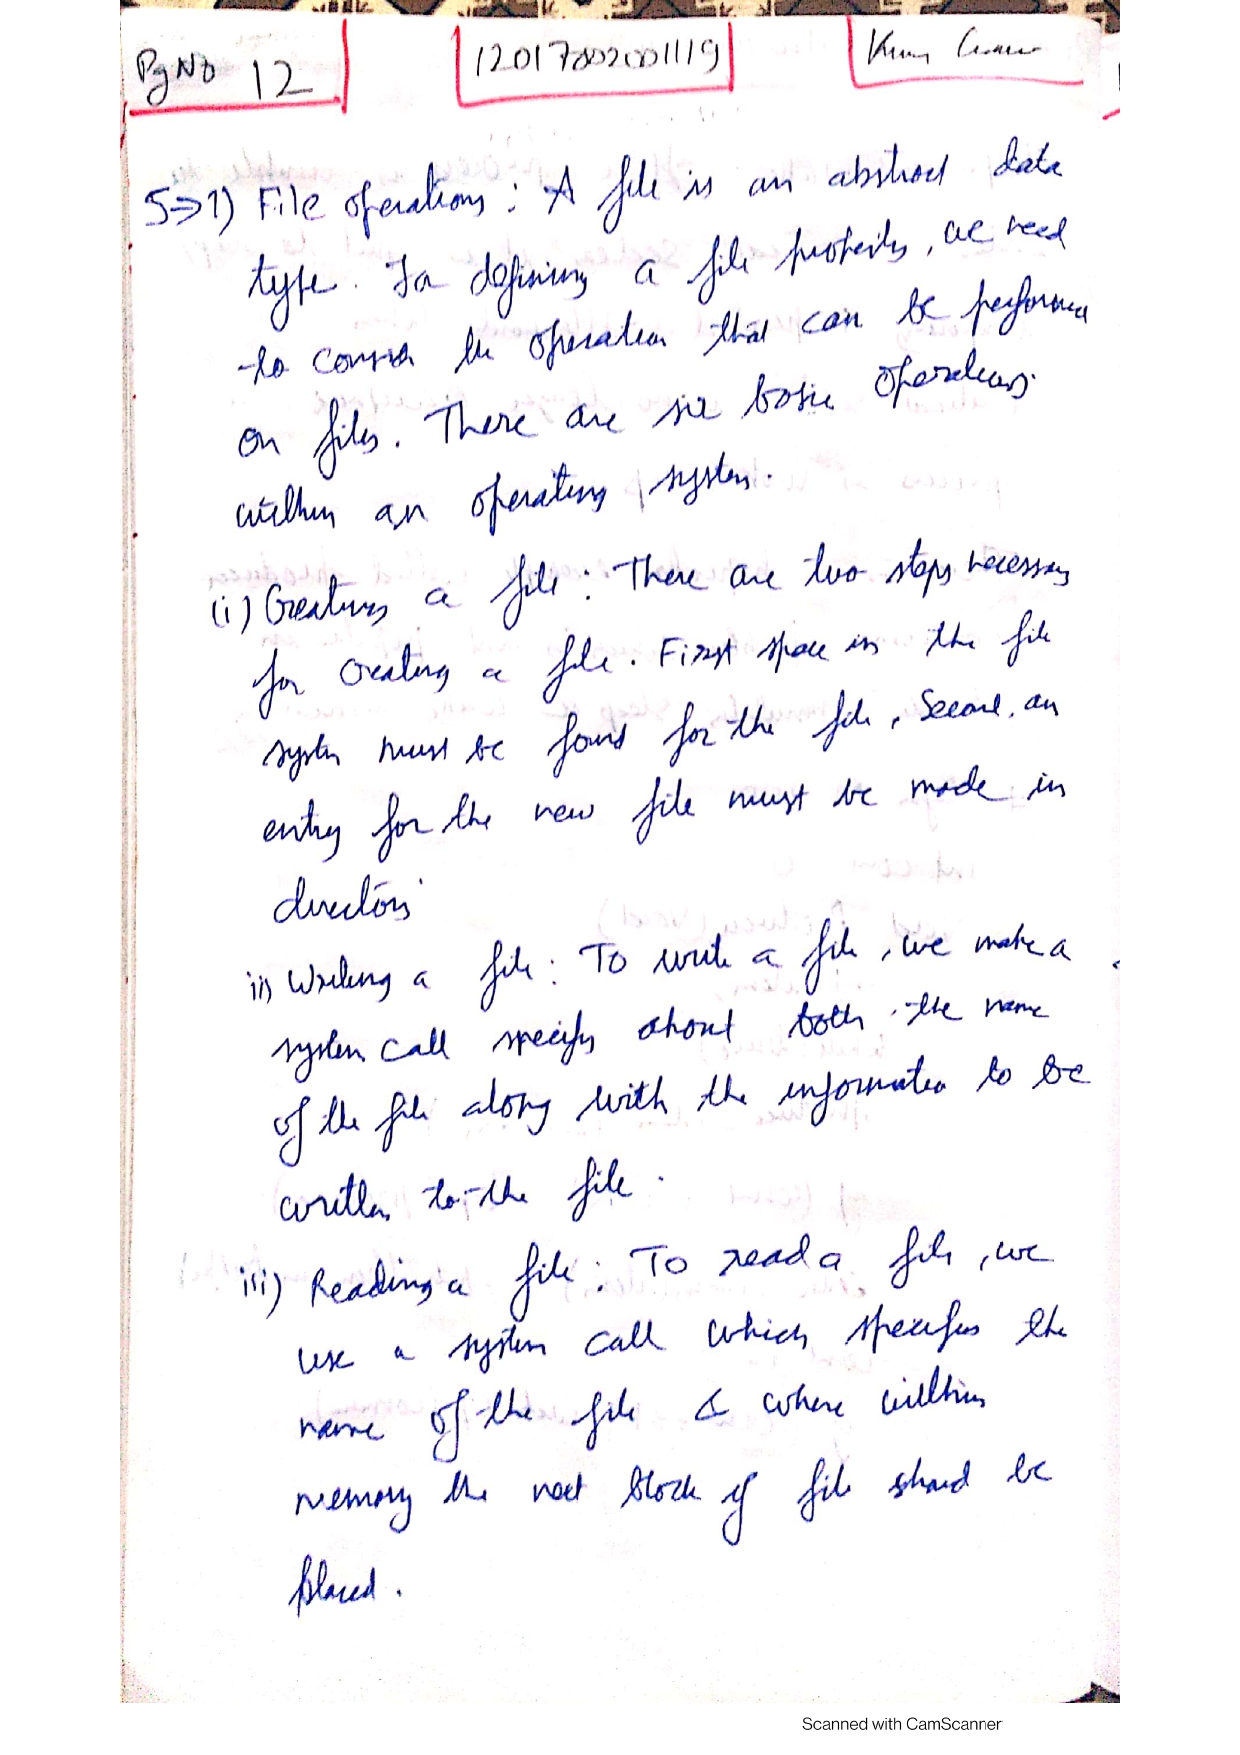 Pg No 12
12017002001119
5⇒1) File operations : A file is an abstract data
type. For defining a file properly, we need
to consider the operation that can be performed
on files. There are six basic operations
within an operating system.
(i) Creating a file : There are two steps necessary
for creating a file. First space in the file
system must be found for the file, Second, an
entry for the new file must be made in
directory
ii) Writing a file : To write a file, we make a
system call specify about both the name
of the file along with the information to be
written to the file.
iii) Reading a file : To read a file, we
use a system call which specifies the
name of the file & where within
memory the next block of file should be
placed.
Scanned with CamScanner